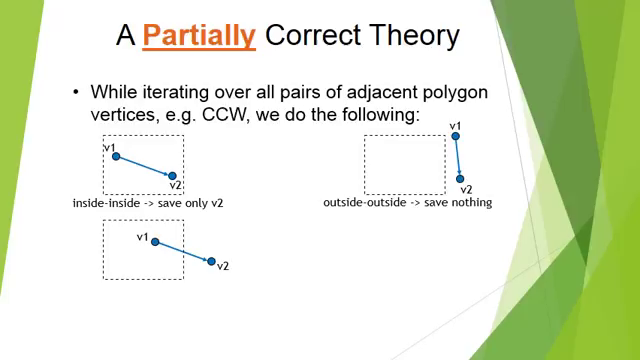 A Partially Correct Theory
• While iterating over all pairs of adjacent polygon
vertices, e.g. CCW, we do the following:
v1
v2
inside-inside -> save only v2
v1
v2
outside-outside -> save nothing
v1
v2